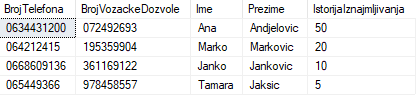 BrojTelefona BrojVozackeDozvole Ime Prezime IstorijaIznajmljivanja
0634431200 072492693 Ana Andjelovic 50
064212415 195359904 Marko Markovic 20
0668609136 361169122 Janko Jankovic 10
065449366 978458557 Tamara Jaksic 5